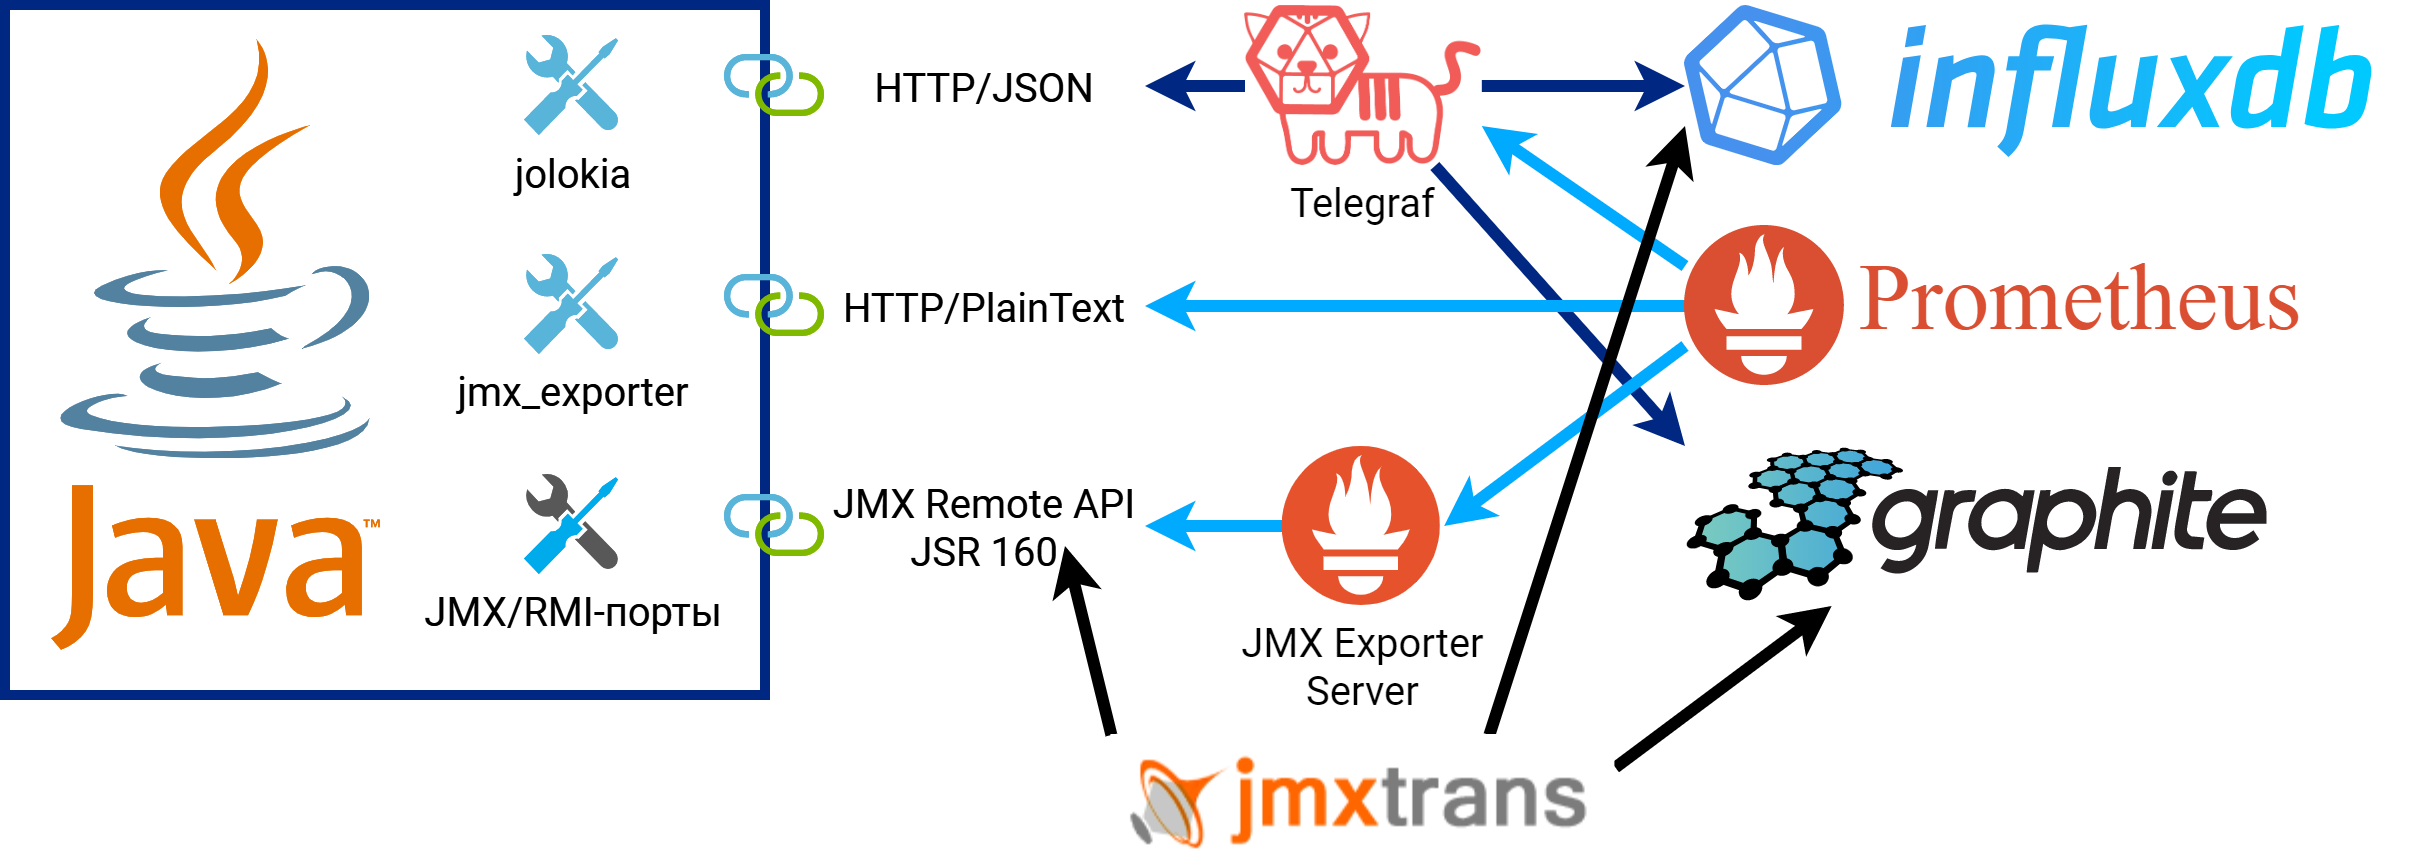 Java™
jolokia
jmx_exporter
JMX/RMI-порты
HTTP/JSON
HTTP/PlainText
JMX Remote API
JSR 160
Telegraf
JMX Exporter
Server
influxdb
Prometheus
graphite
jmxtrans